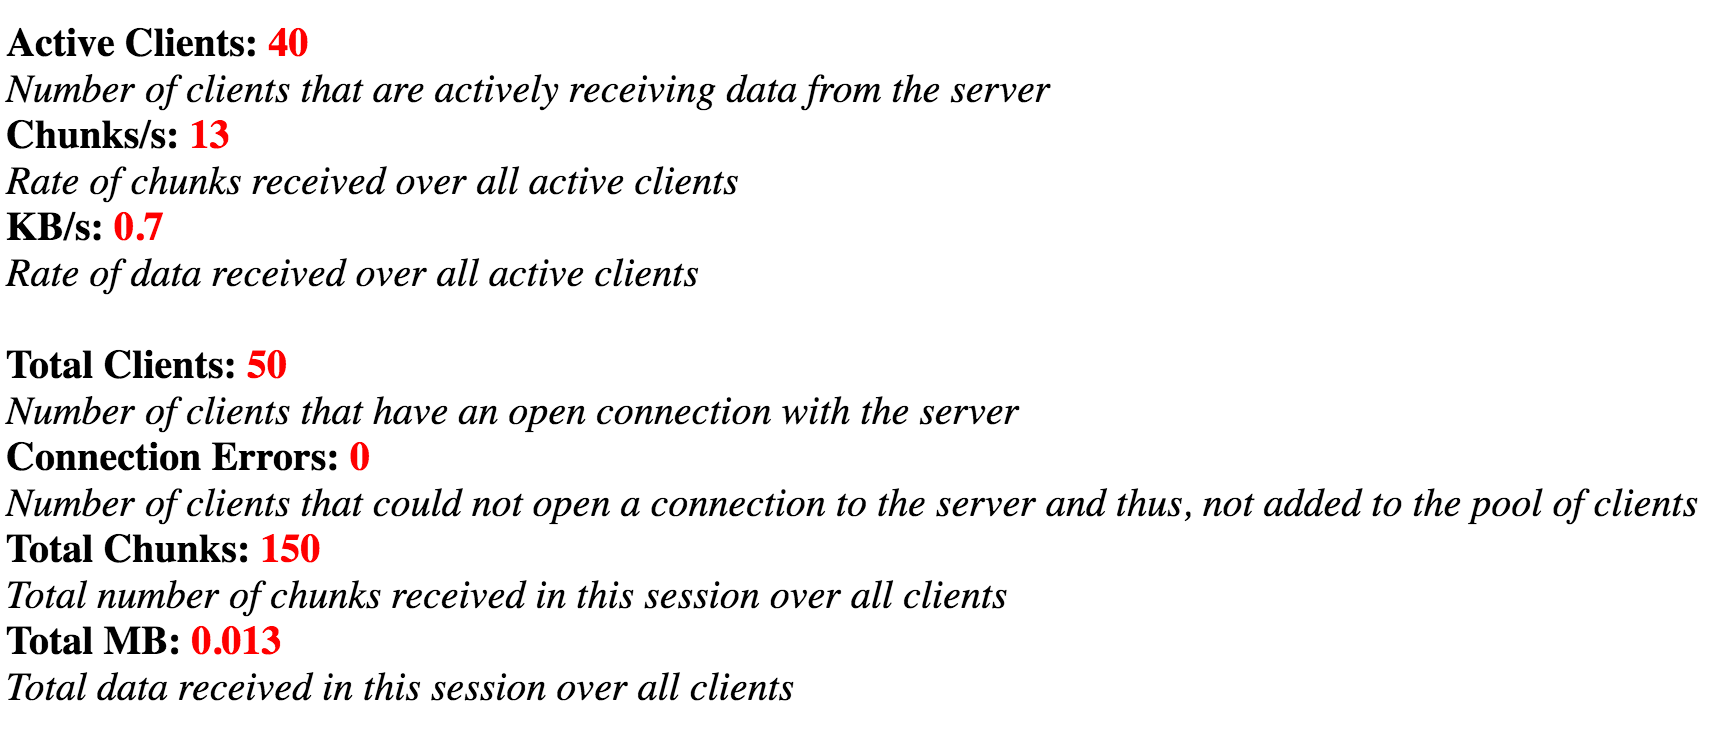 Active Clients: 40
Number of clients that are actively receiving data from the server
Chunks/s: 13
Rate of chunks received over all active clients
KB/s: 0.7
Rate of data received over all active clients
Total Clients: 50
Number of clients that have an open connection with the server
Connection Errors: 0
Number of clients that could not open a connection to the server and thus, not added to the pool of clients
Total Chunks: 150
Total number of chunks received in this session over all clients
Total MB: 0.013
Total data received in this session over all clients